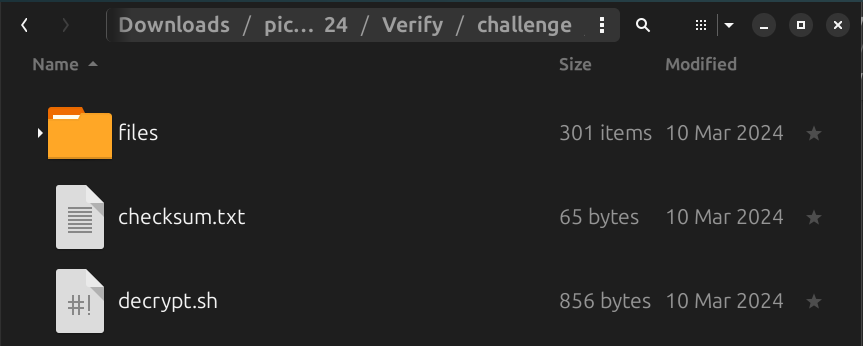 Downloads / pic… 24 / Verify / challenge
Name Size Modified
files 301 items 10 Mar 2024
checksum.txt 65 bytes 10 Mar 2024
#! decrypt.sh 856 bytes 10 Mar 2024